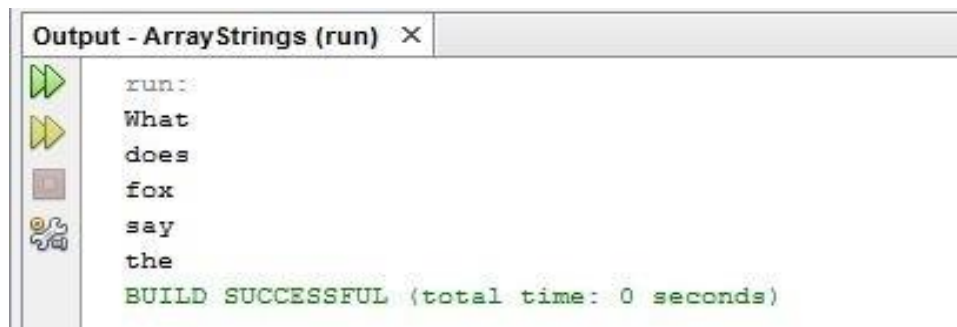 Output - ArrayStrings (run) ×
run:
What
does
fox
say
the
BUILD SUCCESSFUL (total time: 0 seconds)